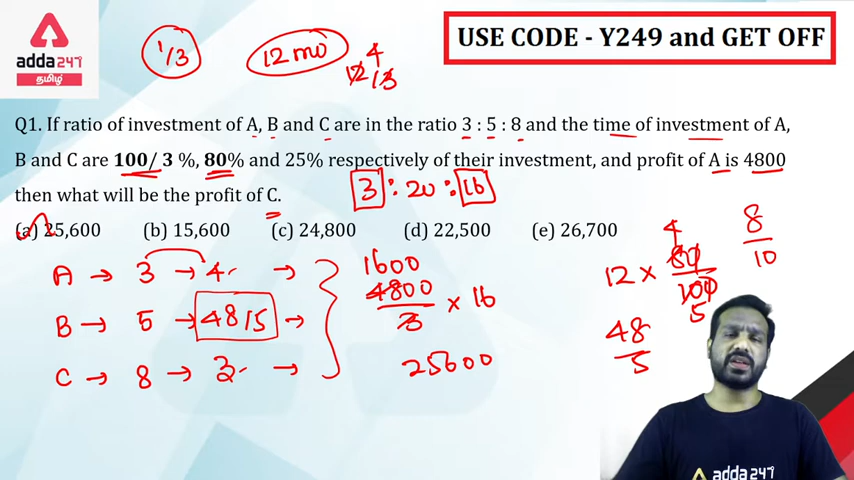 1/3
12 mo
4
12 13
USE CODE - Y249 and GET OFF
adda247
தமிழ்
Q1. If ratio of investment of A, B and C are in the ratio 3 : 5 : 8 and the time of investment of A,
B and C are 100/ 3 %, 80% and 25% respectively of their investment, and profit of A is 4800
then what will be the profit of C.
3 : 20 : 16
(a) 25,600 (b) 15,600 (c) 24,800 (d) 22,500 (e) 26,700
A → 3 → 4 →
B → 5 → 48/5 →
C → 8 → 3 →
1600
4800
3
× 16
25600
4
12 × 80
100
5
48
5
8
10
adda247